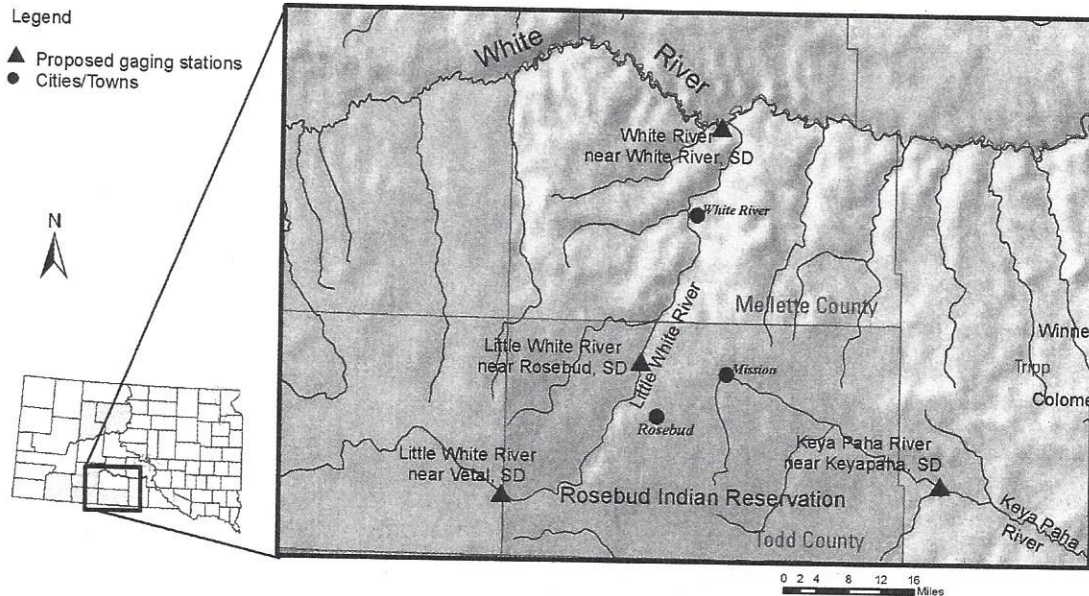 Legend
Proposed gaging stations
Cities/Towns
N
White River
White River
near White River, SD
White River
Mellette County
Little White River
near Rosebud, SD
Little White River
Mission
Rosebud
Winne
Tripp
Colome
Little White River
near Vetal, SD
Keya Paha River
near Keyapaha, SD
Rosebud Indian Reservation
Todd County
Keya Paha
River
0 2 4 8 12 16
Miles